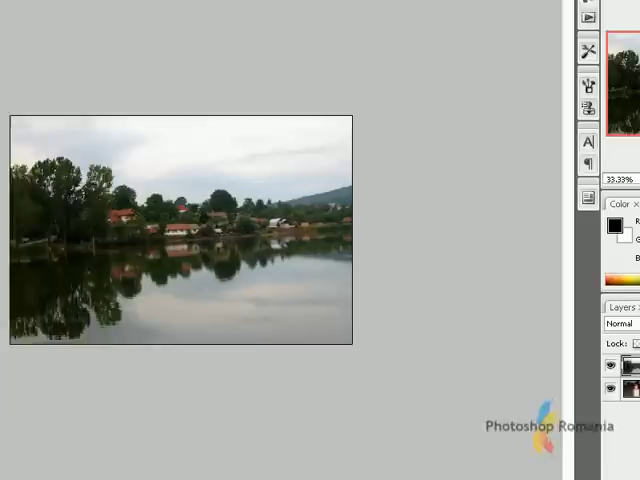 33.33%
Color ×
Layers
Normal
Lock:
Photoshop Romania